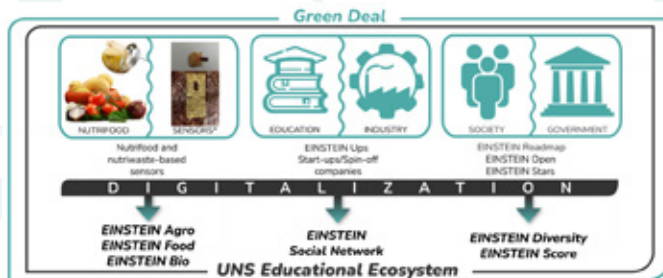 Green Deal
NUTRIFOOD
SENSORS*
EDUCATION
INDUSTRY
SOCIETY
GOVERNMENT
Nutrifood and
nutriwaste-based
sensors
EINSTEIN Ups
Start-ups/Spin-off
companies
EINSTEIN Roadmap
EINSTEIN Open
EINSTEIN Stars
DIGITALIZATION
EINSTEIN Agro
EINSTEIN Food
EINSTEIN Bio
EINSTEIN
Social Network
EINSTEIN Diversity
EINSTEIN Score
UNS Educational Ecosystem